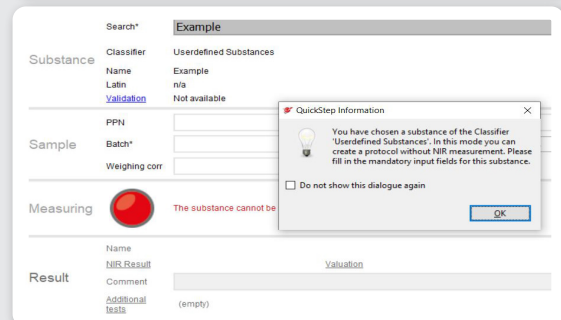 Search* Example
Substance
Classifier Userdefined Substances
Name Example
Latin n/a
Validation Not available
QuickStep Information
You have chosen a substance of the Classifier
'Userdefined Substances'. In this mode you can
create a protocol without NIR measurement. Please
fill in the mandatory input fields for this substance.
Do not show this dialogue again
OK
PPN
Sample
Batch*
Weighing corr
Measuring
The substance cannot be
Name
NIR Result Valuation
Result
Comment
Additional
tests
(empty)